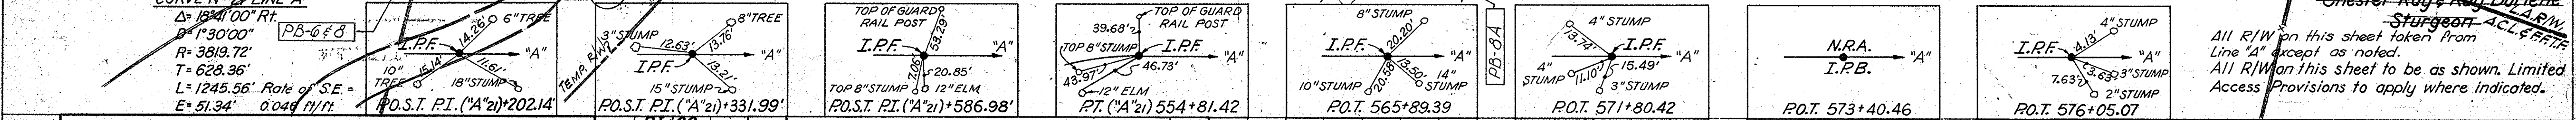 CURVE Nº 21 LINE "A"
Δ= 18°41'00" Rt.
D= 1°30'00"
R= 3819.72'
T= 628.36'
L= 1245.56' Rate of S.E. =
E= 51.34' 0.046 ft/ft.
PB-6 & 8
6"TREE
14.26'
I.P.F.
"A"
15.14'
11.61'
10"
TREE
18"STUMP
P.O.S.T. P.I. ("A"21)+202.14'
TEMP. R/W
3"STUMP
8"TREE
12.63'
13.76'
I.P.F.
"A"
13.21'
15"STUMP
P.O.S.T. P.I. ("A"21)+331.99'
TOP OF GUARD
RAIL POST
53.29'
I.P.F.
"A"
7.06'
20.85'
TOP 8"STUMP
12"ELM
P.O.S.T. P.I. ("A"21)+586.98'
39.68'
TOP OF GUARD
RAIL POST
TOP 8"STUMP
I.P.F.
"A"
43.97'
46.73'
12"ELM
P.T. ("A"21) 554+81.42
8"STUMP
20.20'
I.P.F.
"A"
20.58'
13.50'
10"STUMP
14"
STUMP
P.O.T. 565+89.39
PB-8A
4"STUMP
13.74'
I.P.F.
"A"
4"
STUMP
11.10'
15.49'
3"STUMP
P.O.T. 571+80.42
N.R.A.
"A"
I.P.B.
P.O.T. 573+40.46
4"STUMP
4.13'
I.P.F.
"A"
7.63'
3.63'
3"STUMP
2"STUMP
P.O.T. 576+05.07
Chester Ray & Kay Darlene
Sturgeon
L.A. R/W
A.C.L. & F.F.T.F.
All R/W on this sheet taken from
Line "A" except as noted.
All R/W on this sheet to be as shown. Limited
Access Provisions to apply where indicated.